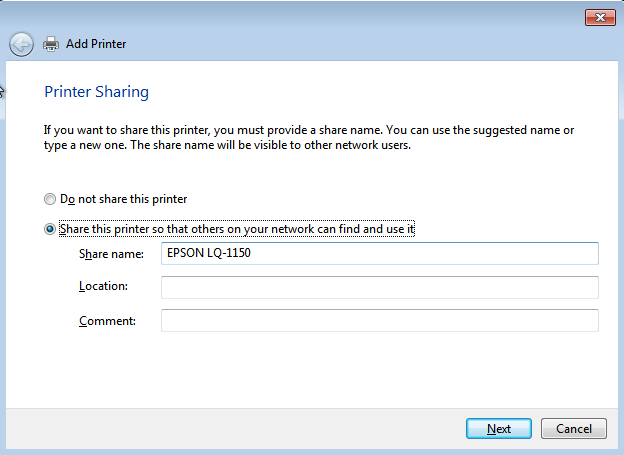 Add Printer
Printer Sharing
If you want to share this printer, you must provide a share name. You can use the suggested name or
type a new one. The share name will be visible to other network users.
Do not share this printer
Share this printer so that others on your network can find and use it
Share name: EPSON LQ-1150
Location:
Comment:
Next Cancel